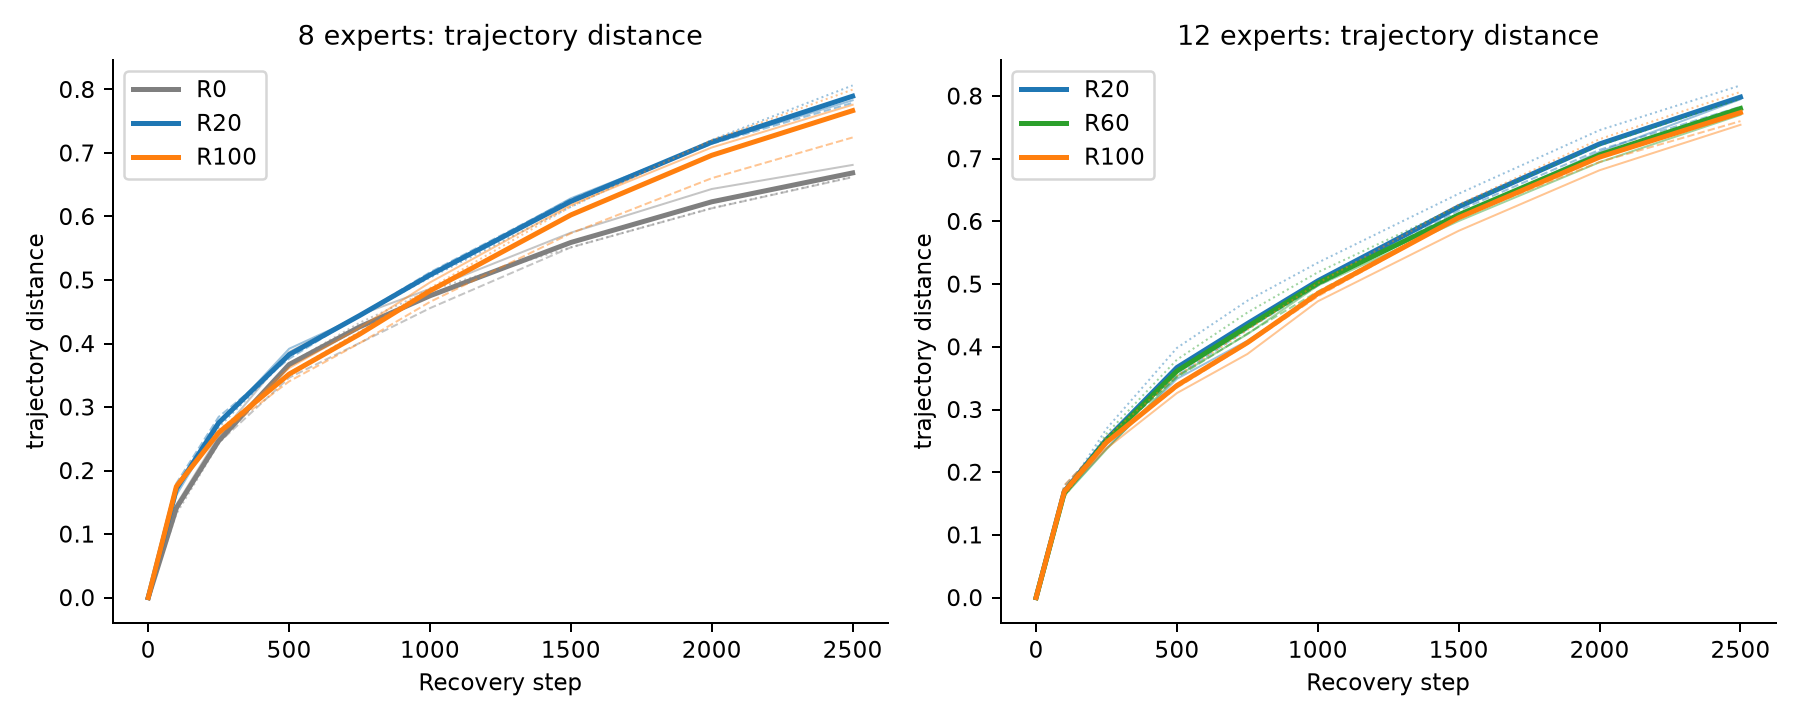 8 experts: trajectory distance
trajectory distance
0.8
0.7
0.6
0.5
0.4
0.3
0.2
0.1
0.0
R0
R20
R100
0
500
1000
1500
2000
2500
Recovery step
12 experts: trajectory distance
trajectory distance
0.8
0.7
0.6
0.5
0.4
0.3
0.2
0.1
0.0
R20
R60
R100
0
500
1000
1500
2000
2500
Recovery step